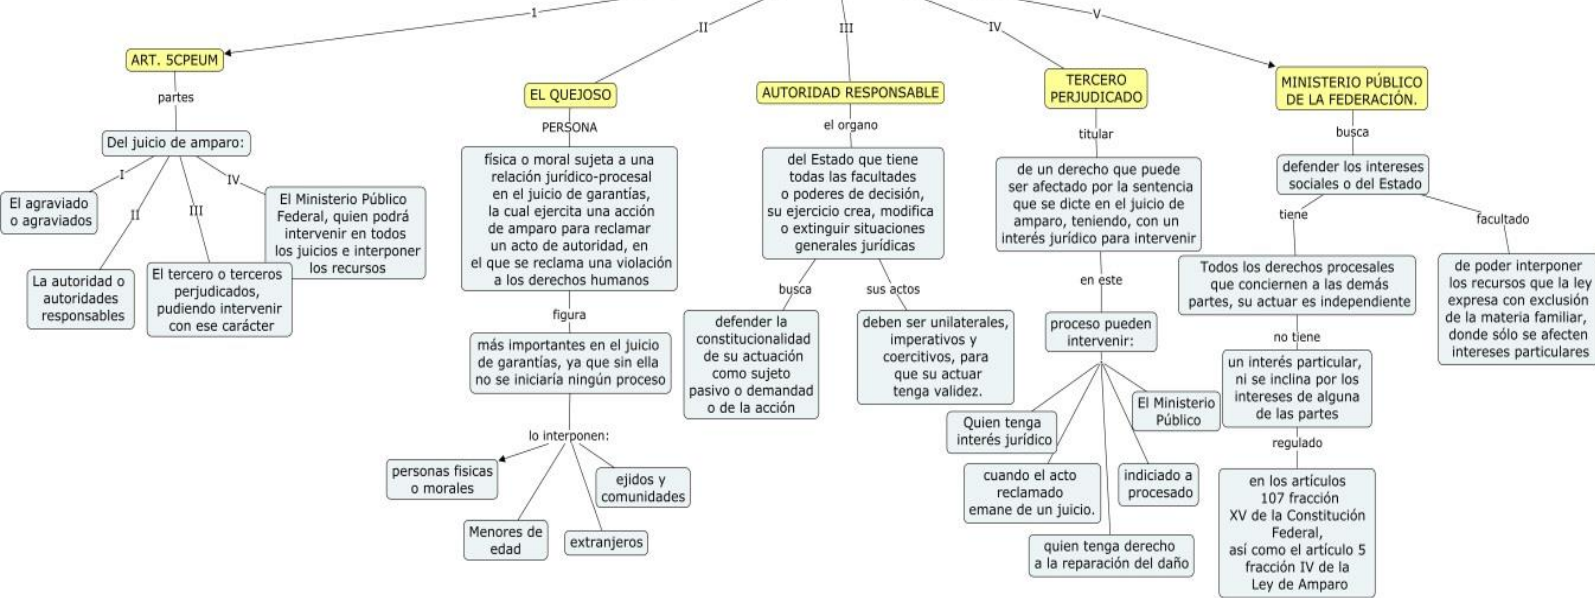 1
II
III
IV
V
ART. 5CPEUM
partes
Del juicio de amparo:
I
II
III
IV
El agraviado
o agraviados
La autoridad o
autoridades
responsables
El tercero o terceros
perjudicados,
pudiendo intervenir
con ese carácter
El Ministerio Público
Federal, quien podrá
intervenir en todos
los juicios e interponer
los recursos
EL QUEJOSO
PERSONA
física o moral sujeta a una
relación jurídico-procesal
en el juicio de garantías,
la cual ejercita una acción
de amparo para reclamar
un acto de autoridad, en
el que se reclama una violación
a los derechos humanos
figura
más importantes en el juicio
de garantías, ya que sin ella
no se iniciaría ningún proceso
lo interponen:
personas fisicas
o morales
Menores de
edad
extranjeros
ejidos y
comunidades
AUTORIDAD RESPONSABLE
el organo
del Estado que tiene
todas las facultades
o poderes de decisión,
su ejercicio crea, modifica
o extinguir situaciones
generales jurídicas
busca
defender la
constitucionalidad
de su actuación
como sujeto
pasivo o demandad
o de la acción
sus actos
deben ser unilaterales,
imperativos y
coercitivos, para
que su actuar
tenga validez.
TERCERO
PERJUDICADO
titular
de un derecho que puede
ser afectado por la sentencia
que se dicte en el juicio de
amparo, teniendo, con un
interés jurídico para intervenir
en este
proceso pueden
intervenir:
Quien tenga
interés jurídico
cuando el acto
reclamado
emane de un juicio.
quien tenga derecho
a la reparación del daño
indiciado a
procesado
El Ministerio
Público
MINISTERIO PÚBLICO
DE LA FEDERACIÓN.
busca
defender los intereses
sociales o del Estado
tiene
Todos los derechos procesales
que conciernen a las demás
partes, su actuar es independiente
no tiene
un interés particular,
ni se inclina por los
intereses de alguna
de las partes
regulado
en los artículos
107 fracción
XV de la Constitución
Federal,
así como el artículo 5
fracción IV de la
Ley de Amparo
facultado
de poder interponer
los recursos que la ley
expresa con exclusión
de la materia familiar,
donde sólo se afecten
intereses particulares